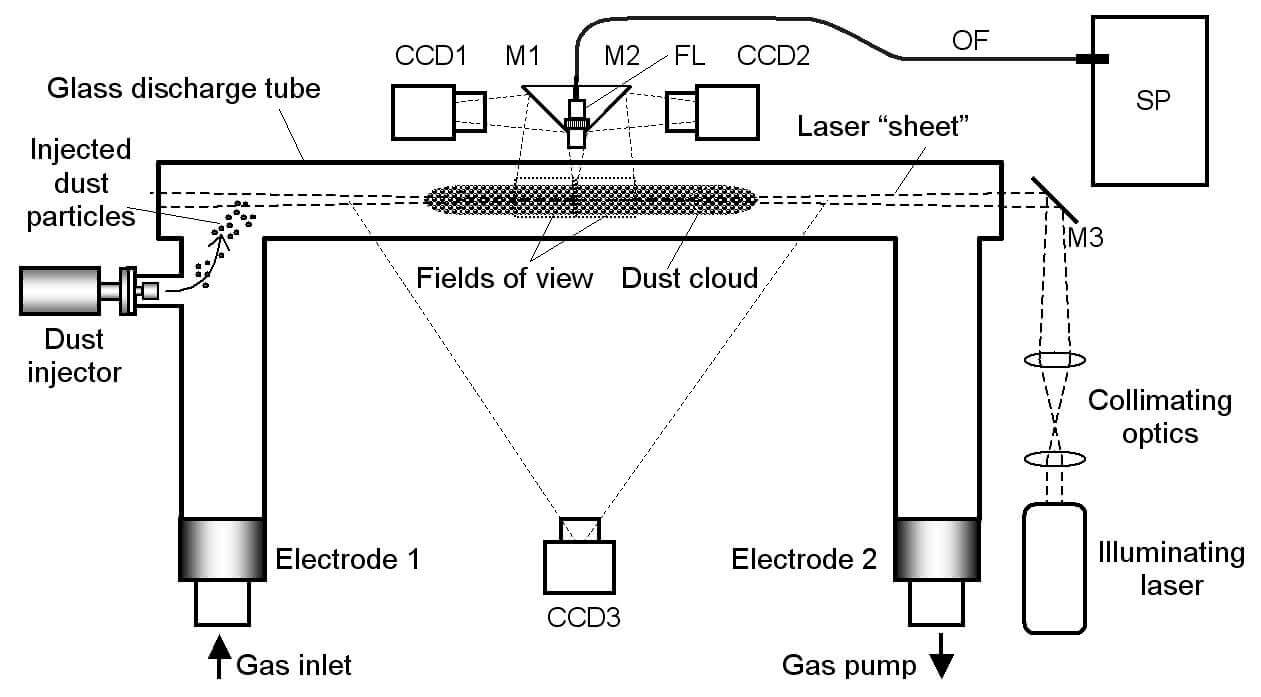 CCD1
M1
M2
FL
CCD2
OF
SP
Glass discharge tube
Laser “sheet”
Injected
dust
particles
M3
Fields of view
Dust cloud
Dust
injector
Collimating
optics
Electrode 1
Electrode 2
Illuminating
laser
CCD3
Gas inlet
Gas pump